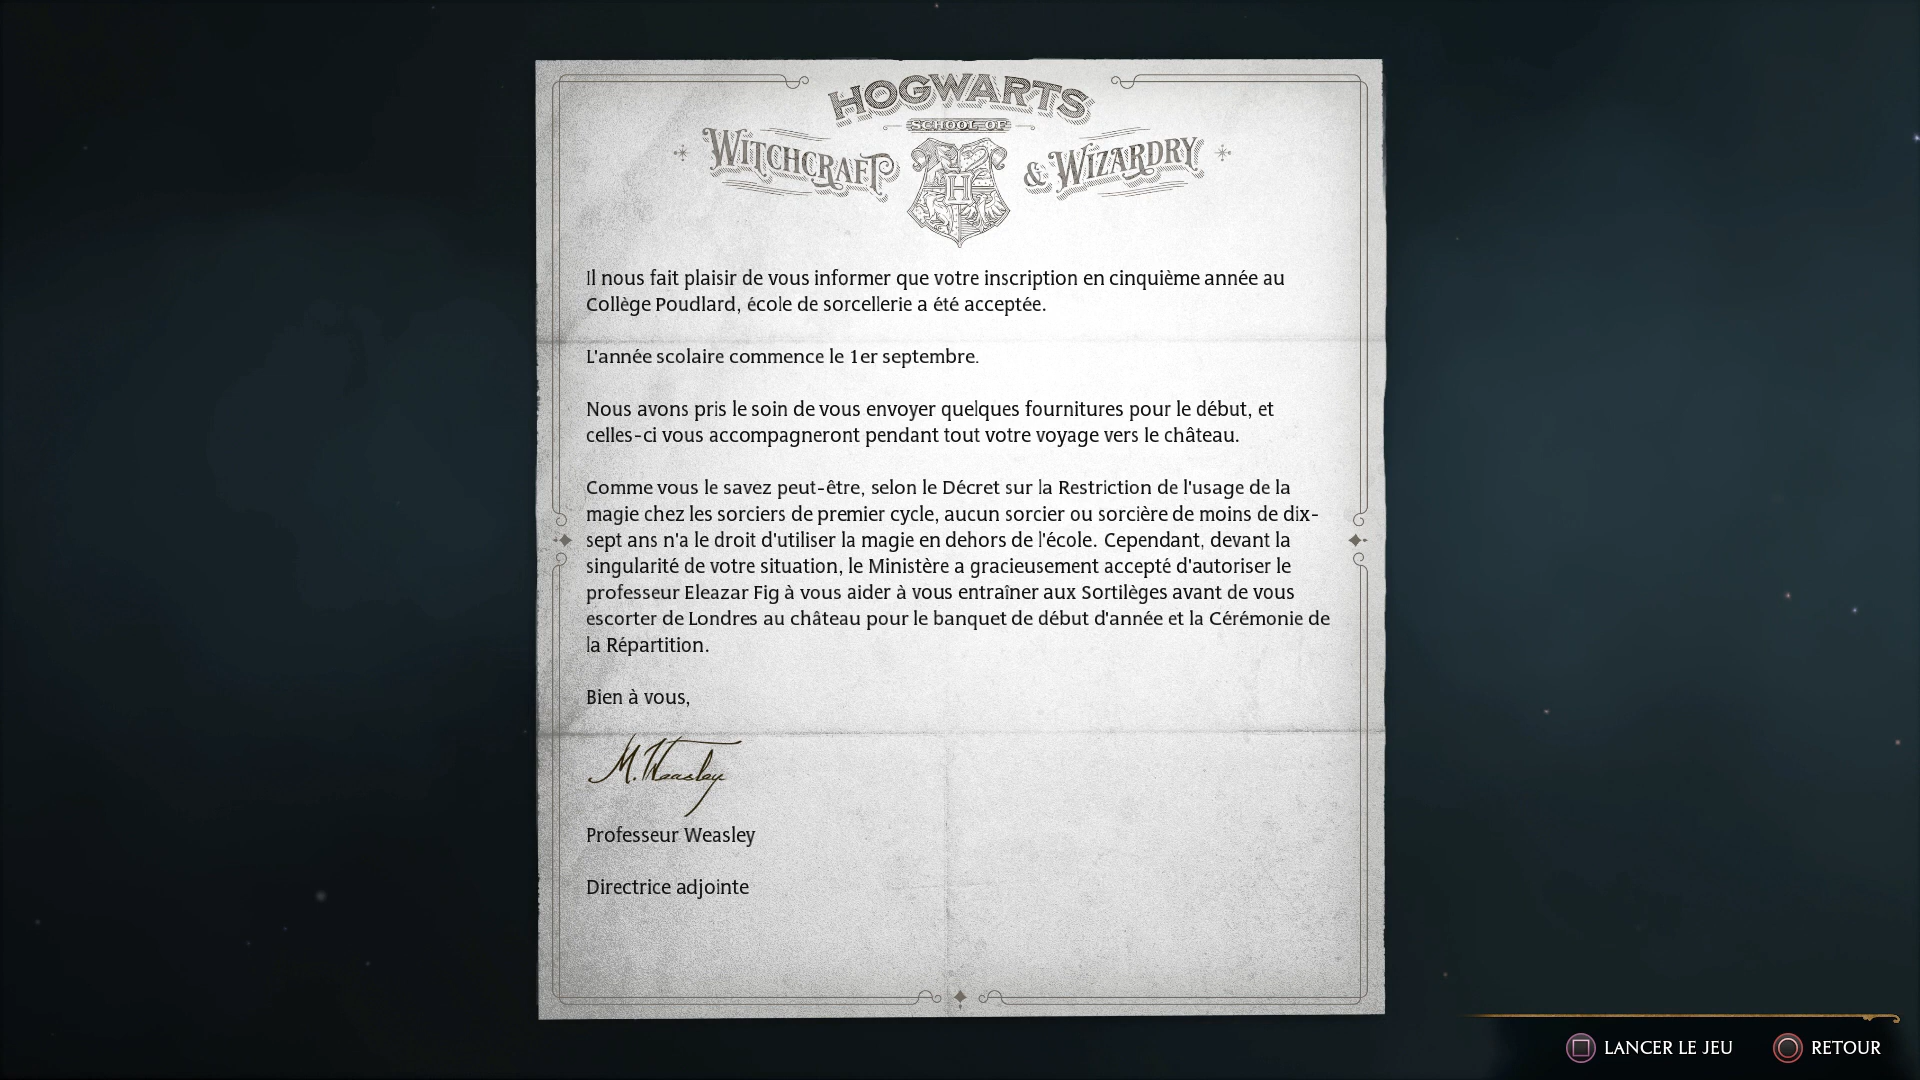 HOGWARTS
SCHOOL OF
WITCHCRAFT & WIZARDRY
H
Il nous fait plaisir de vous informer que votre inscription en cinquième année au
Collège Poudlard, école de sorcellerie a été acceptée.
L'année scolaire commence le 1er septembre.
Nous avons pris le soin de vous envoyer quelques fournitures pour le début, et
celles-ci vous accompagneront pendant tout votre voyage vers le château.
Comme vous le savez peut-être, selon le Décret sur la Restriction de l'usage de la
magie chez les sorciers de premier cycle, aucun sorcier ou sorcière de moins de dix-
sept ans n'a le droit d'utiliser la magie en dehors de l'école. Cependant, devant la
singularité de votre situation, le Ministère a gracieusement accepté d'autoriser le
professeur Eleazar Fig à vous aider à vous entraîner aux Sortilèges avant de vous
escorter de Londres au château pour le banquet de début d'année et la Cérémonie de
la Répartition.
Bien à vous,
M. Weasley
Professeur Weasley
Directrice adjointe
LANCER LE JEU
RETOUR